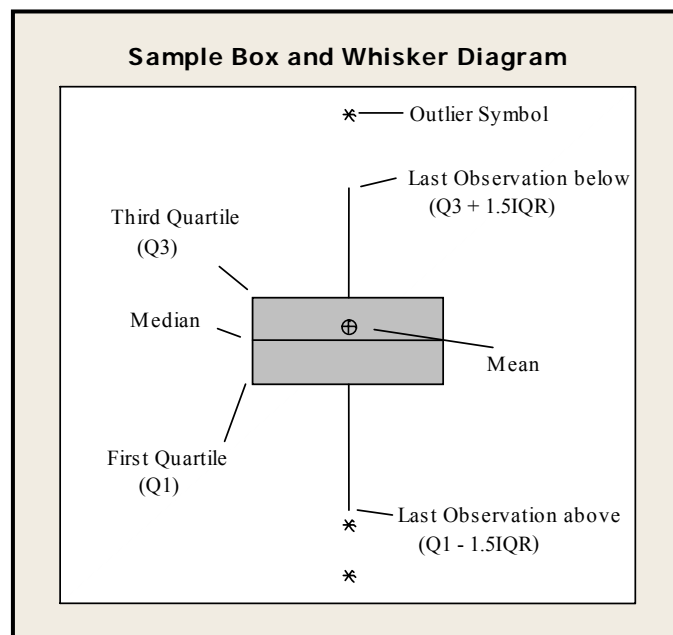 Sample Box and Whisker Diagram
Outlier Symbol
Last Observation below
(Q3 + 1.5IQR)
Third Quartile
(Q3)
Median
Mean
First Quartile
(Q1)
Last Observation above
(Q1 - 1.5IQR)